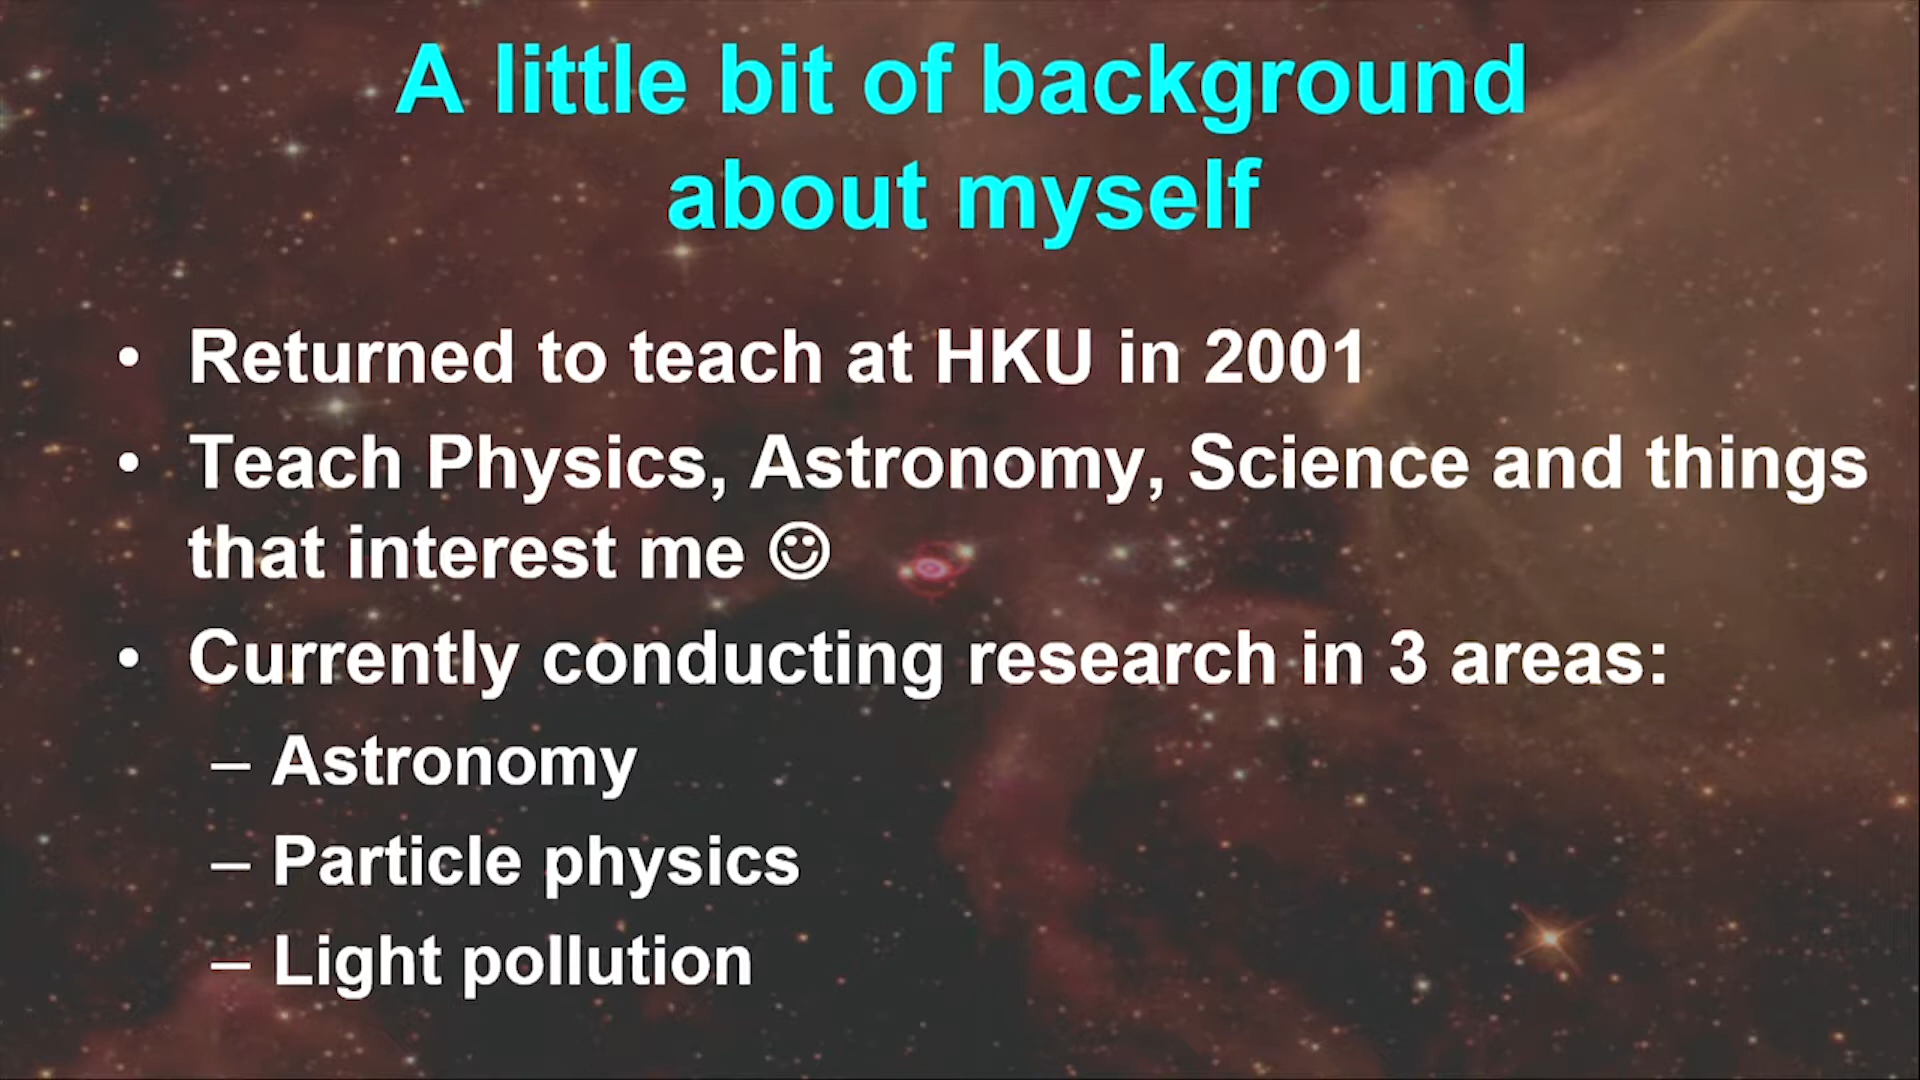 A little bit of background
about myself
• Returned to teach at HKU in 2001
• Teach Physics, Astronomy, Science and things
that interest me ☺
• Currently conducting research in 3 areas:
– Astronomy
– Particle physics
– Light pollution